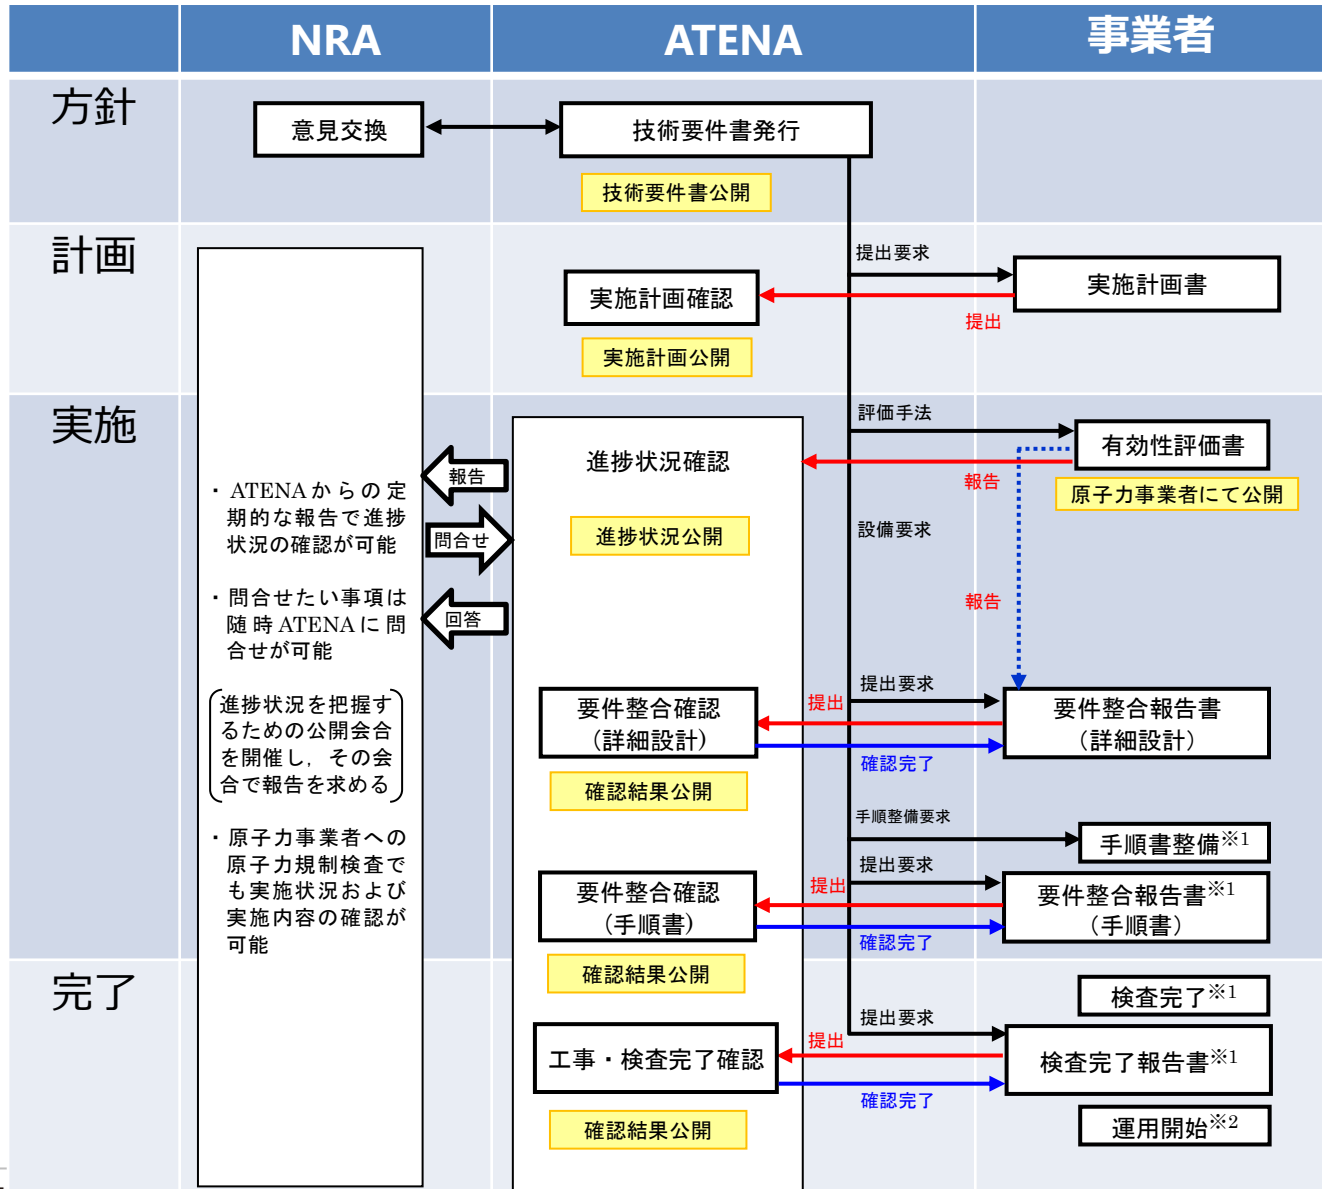 NRA
ATENA
事業者
方針
意見交換
技術要件書発行
技術要件書公開
計画
提出要求
実施計画書
実施計画確認
提出
実施計画公開
実施
評価手法
有効性評価書
進捗状況確認
報告
報告
原子力事業者にて公開
・ATENAからの定
期的な報告で進捗
状況の確認が可能
進捗状況公開
設備要求
問合せ
・問合せたい事項は
随時ATENAに問
合せが可能
回答
報告
進捗状況を把握す
るための公開会合
を開催し，その会
合で報告を求める
要件整合確認
（詳細設計）
提出要求
提出
要件整合報告書
（詳細設計）
確認完了
確認結果公開
・原子力事業者への
原子力規制検査で
も実施状況および
実施内容の確認が
可能
手順整備要求
手順書整備※1
提出要求
提出
要件整合確認
（手順書）
要件整合報告書※1
（手順書）
確認完了
確認結果公開
完了
検査完了※1
提出要求
提出
工事・検査完了確認
検査完了報告書※1
確認完了
確認結果公開
運用開始※2